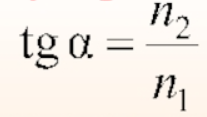 tg α = n₂/n₁